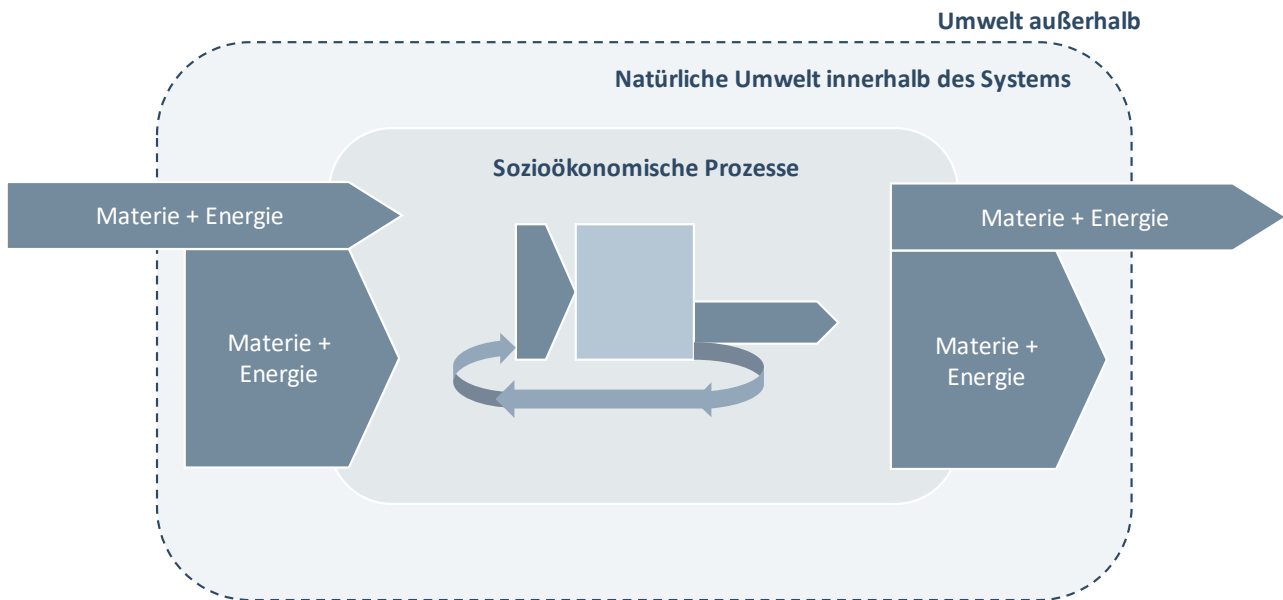 Umwelt außerhalb
Natürliche Umwelt innerhalb des Systems
Sozioökonomische Prozesse
Materie + Energie
Materie + Energie
Materie +
Energie
Materie +
Energie